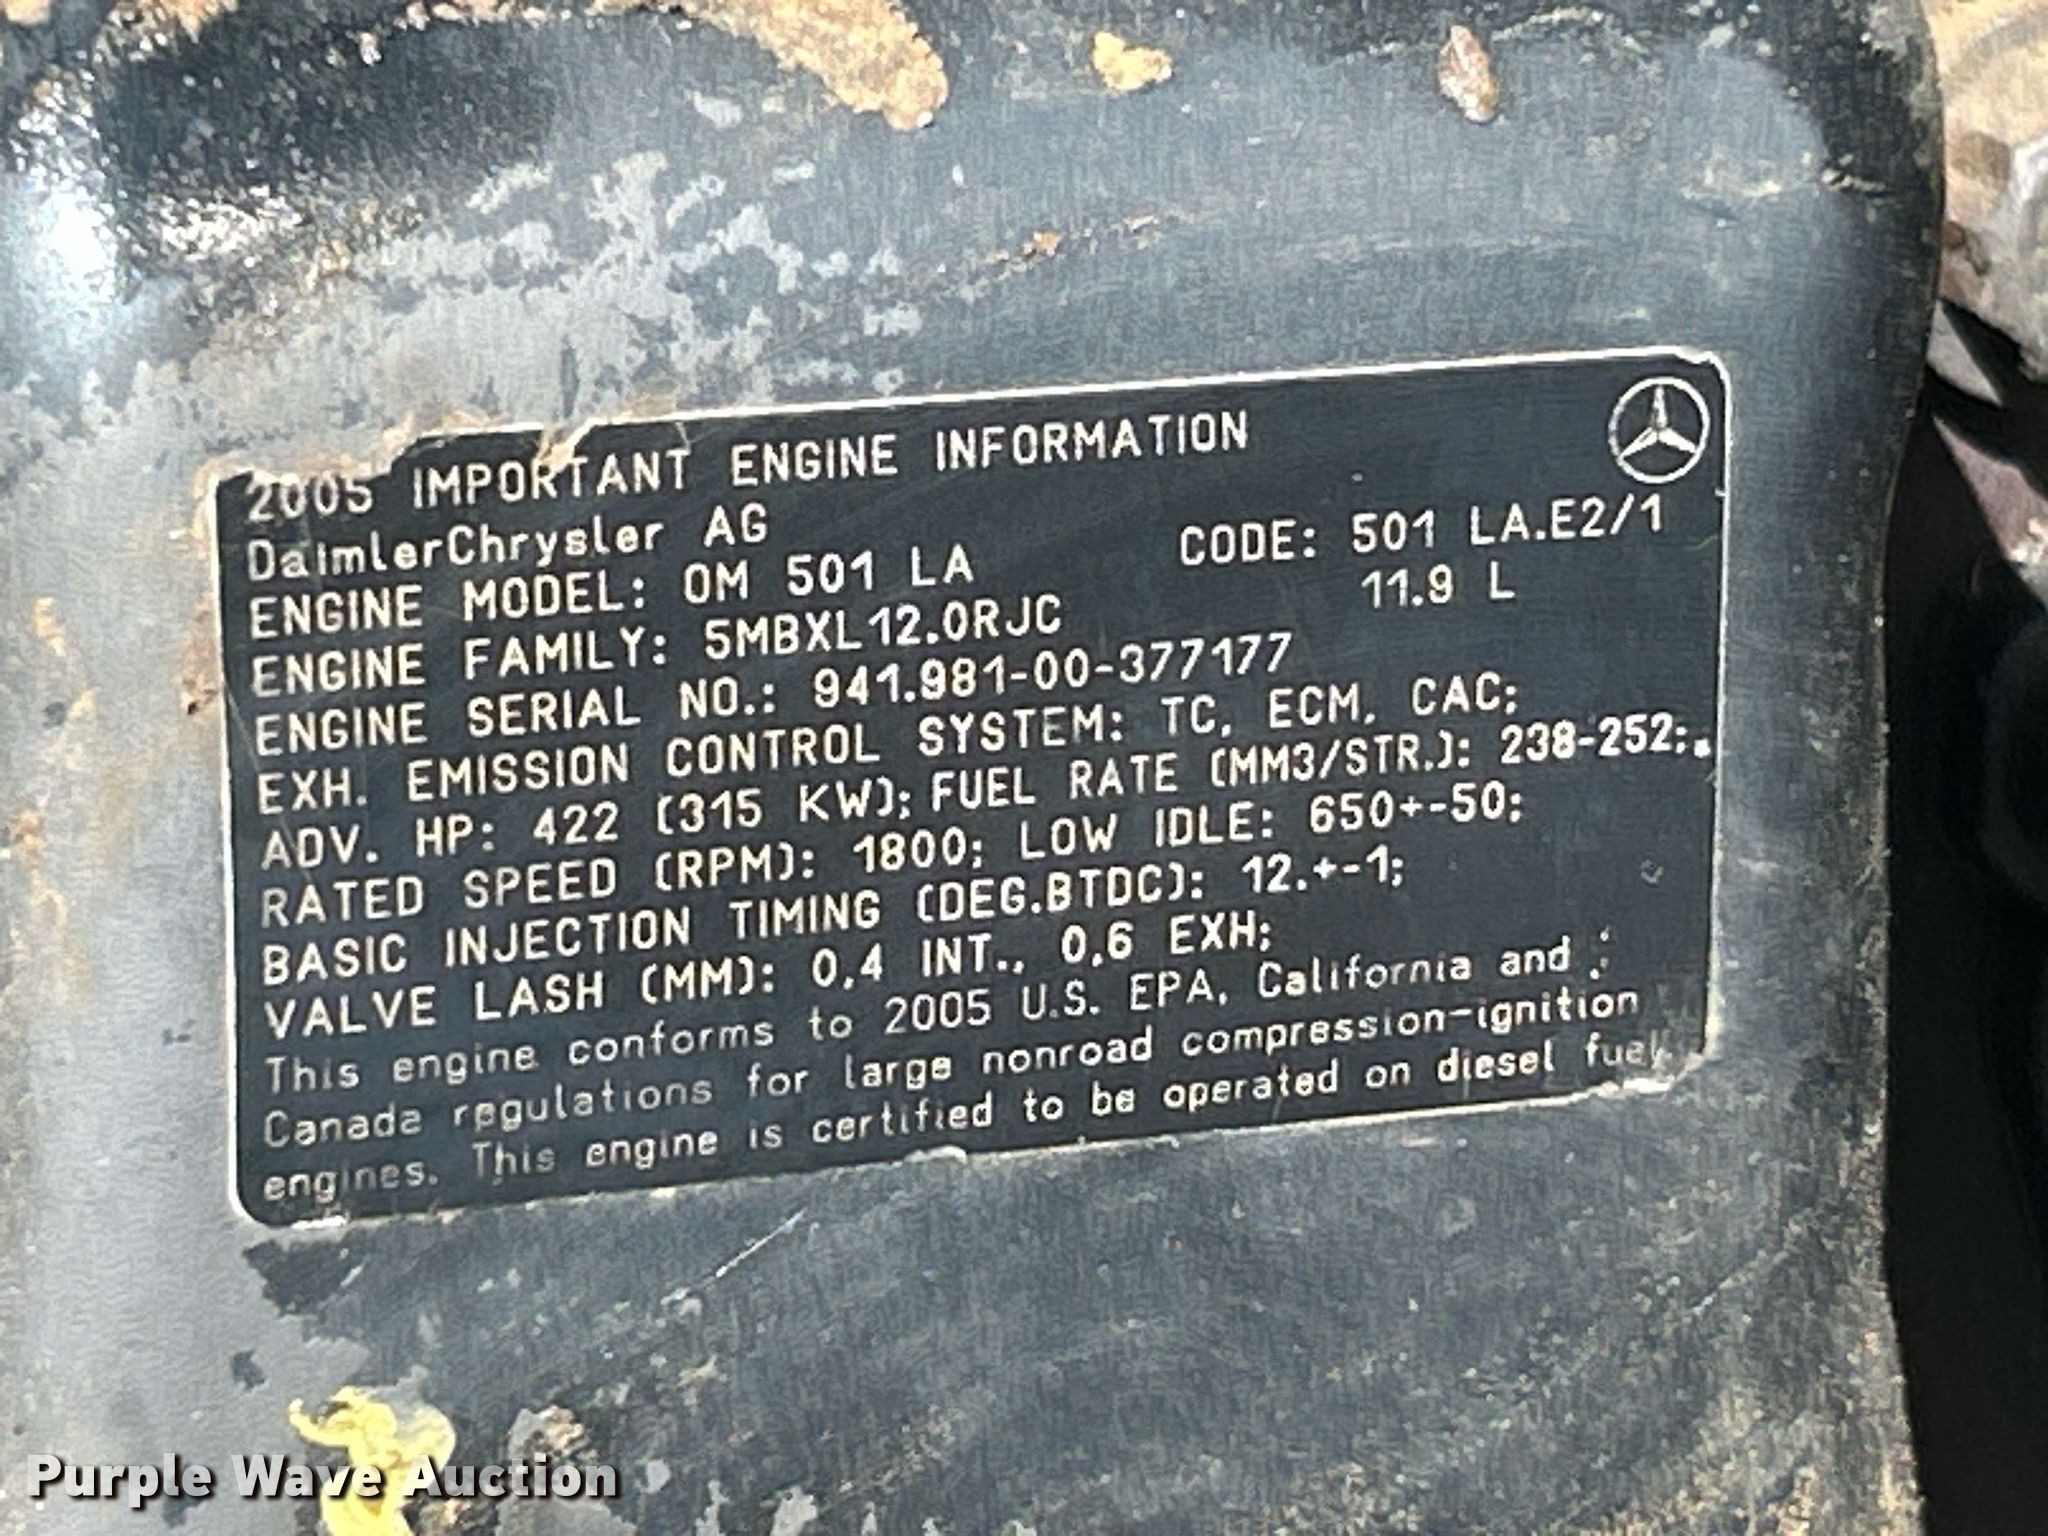 2005 IMPORTANT ENGINE INFORMATION
DaimlerChrysler AG
ENGINE MODEL: OM 501 LA CODE: 501 LA.E2/1
ENGINE FAMILY: 5MBXL12.0RJC 11.9 L
ENGINE SERIAL NO.: 941.981-00-377177
EXH. EMISSION CONTROL SYSTEM: TC, ECM, CAC;
ADV. HP: 422 (315 KW); FUEL RATE (MM3/STR.): 238-252;
RATED SPEED (RPM): 1800; LOW IDLE: 650+-50;
BASIC INJECTION TIMING (DEG.BTDC): 12.+-1;
VALVE LASH (MM): 0,4 INT., 0,6 EXH;
This engine conforms to 2005 U.S. EPA, California and
Canada regulations for large nonroad compression-ignition
engines. This engine is certified to be operated on diesel fuel.
Purple Wave Auction